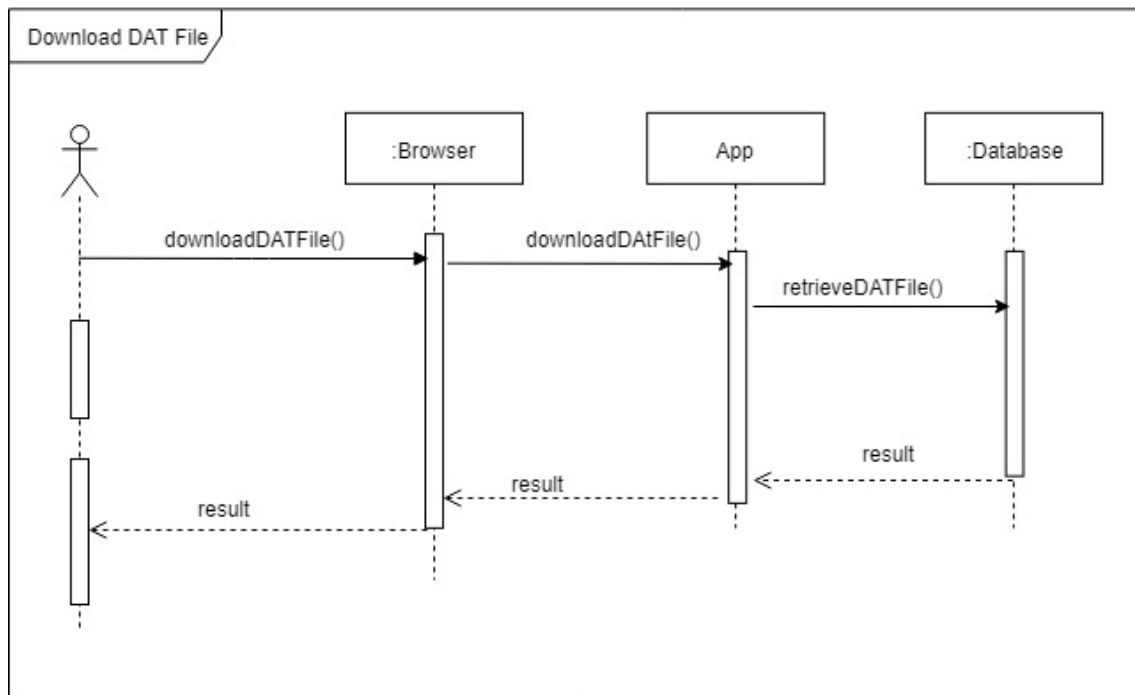 Download DAT File
:Browser
App
:Database
downloadDATFile()
downloadDAtFile()
retrieveDATFile()
result
result
result